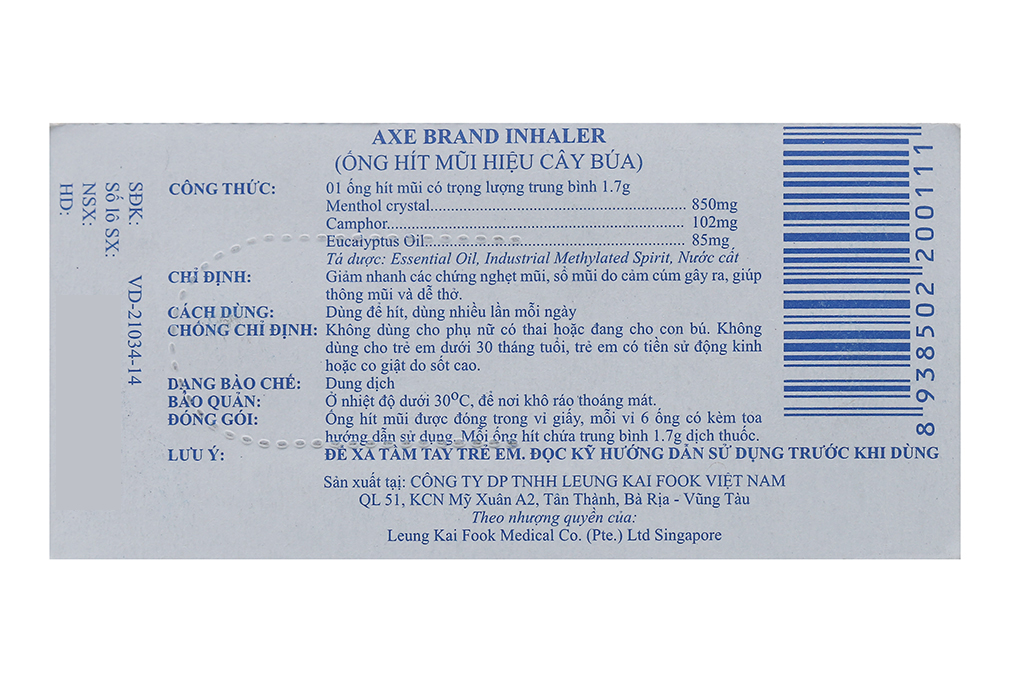 AXE BRAND INHALER
(ỐNG HÍT MŨI HIỆU CÂY BÚA)
CÔNG THỨC: 01 ống hít mũi có trọng lượng trung bình 1.7g
Menthol crystal.......................................................... 850mg
Camphor..................................................................... 102mg
Eucalyptus Oil............................................................ 85mg
Tá dược: Essential Oil, Industrial Methylated Spirit, Nước cất
CHỈ ĐỊNH: Giảm nhanh các chứng nghẹt mũi, sổ mũi do cảm cúm gây ra, giúp
thông mũi và dễ thở.
CÁCH DÙNG: Dùng để hít, dùng nhiều lần mỗi ngày
CHỐNG CHỈ ĐỊNH: Không dùng cho phụ nữ có thai hoặc đang cho con bú. Không
dùng cho trẻ em dưới 30 tháng tuổi, trẻ em có tiền sử động kinh
hoặc co giật do sốt cao.
DẠNG BÀO CHẾ: Dung dịch
BẢO QUẢN: Ở nhiệt độ dưới 30ºC, để nơi khô ráo thoáng mát.
ĐÓNG GÓI: Ống hít mũi được đóng trong vỉ giấy, mỗi vỉ 6 ống có kèm toa
hướng dẫn sử dụng. Mỗi ống hít chứa trung bình 1.7g dịch thuốc.
LƯU Ý: ĐỂ XA TẦM TAY TRẺ EM. ĐỌC KỸ HƯỚNG DẪN SỬ DỤNG TRƯỚC KHI DÙNG
Sản xuất tại: CÔNG TY DP TNHH LEUNG KAI FOOK VIỆT NAM
QL 51, KCN Mỹ Xuân A2, Tân Thành, Bà Rịa - Vũng Tàu
Theo nhượng quyền của:
Leung Kai Fook Medical Co. (Pte.) Ltd Singapore
SĐK: VD-21034-14
Số lô SX:
NSX:
HD:
8 938502 200111